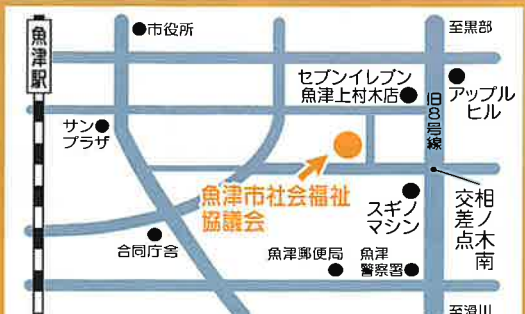 魚津駅
市役所
至黒部
セブンイレブン
魚津上村木店
アップル
ヒル
旧8号線
サン
プラザ
魚津市社会福祉
協議会
スギノ
マシン
相ノ木南
交差点
合同庁舎
魚津郵便局
魚津
警察署
至滑川